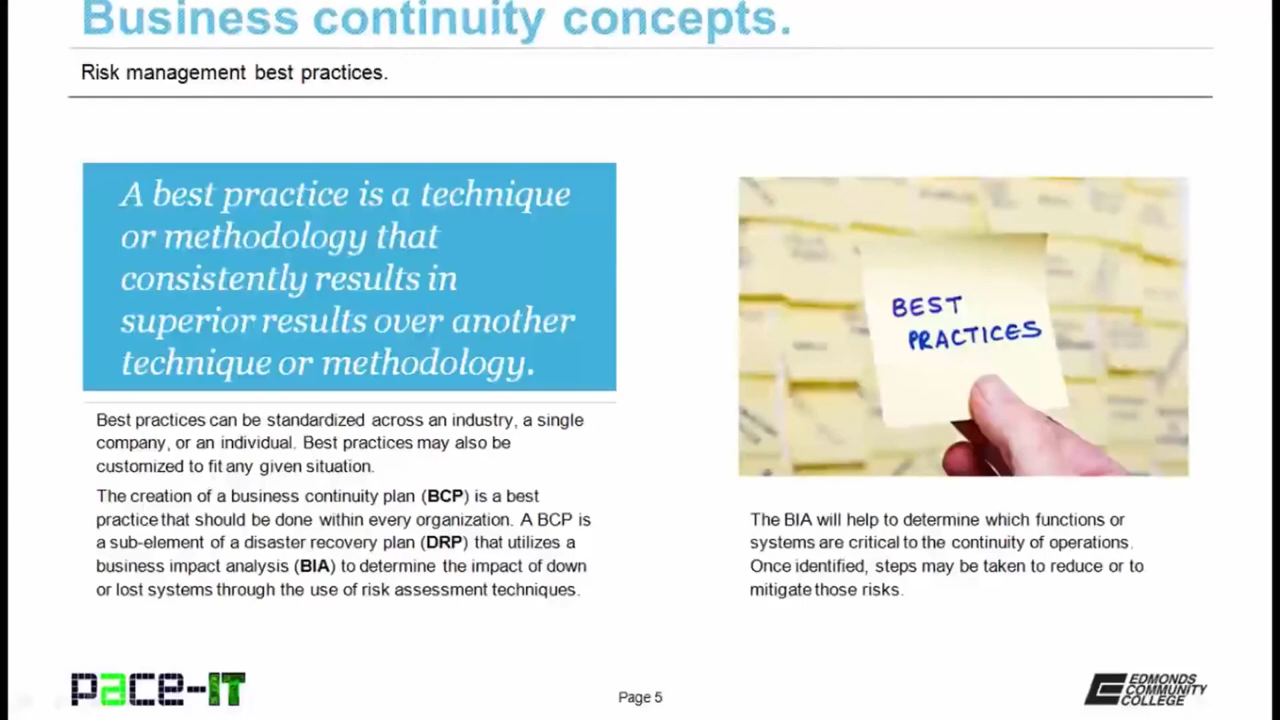 Business continuity concepts.
Risk management best practices.
A best practice is a technique
or methodology that
consistently results in
superior results over another
technique or methodology.
Best practices can be standardized across an industry, a single
company, or an individual. Best practices may also be
customized to fit any given situation.
The creation of a business continuity plan (BCP) is a best
practice that should be done within every organization. A BCP is
a sub-element of a disaster recovery plan (DRP) that utilizes a
business impact analysis (BIA) to determine the impact of down
or lost systems through the use of risk assessment techniques.
BEST
PRACTICES
The BIA will help to determine which functions or
systems are critical to the continuity of operations.
Once identified, steps may be taken to reduce or to
mitigate those risks.
pace-IT
Page 5
EDMONDS
COMMUNITY
COLLEGE